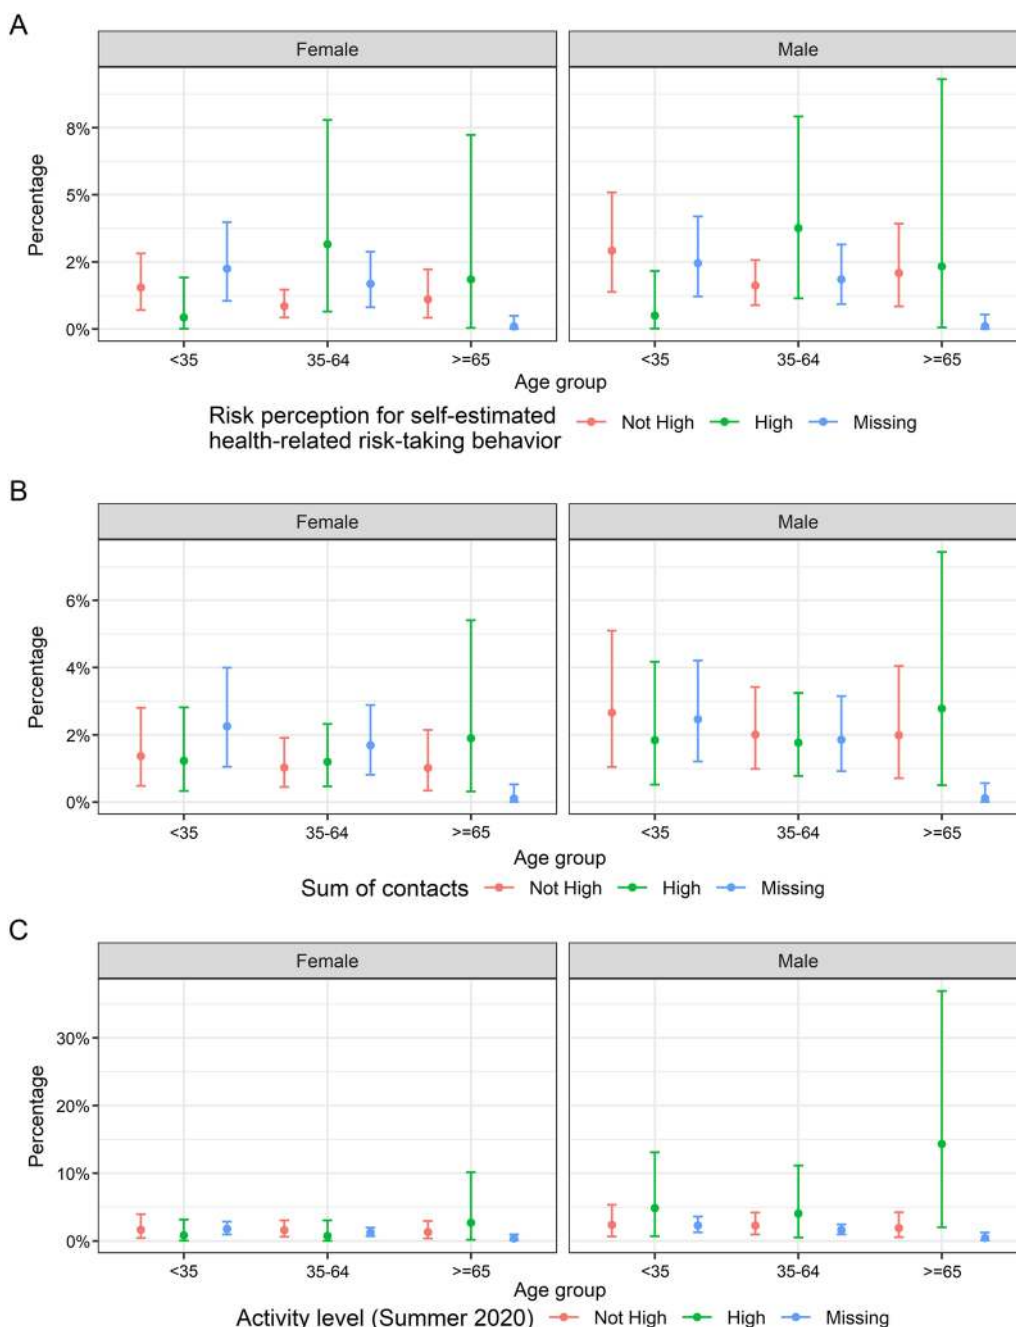 A
Female
Male
Percentage
8%
5%
2%
0%
<35
35-64
>=65
<35
35-64
>=65
Age group
Risk perception for self-estimated
health-related risk-taking behavior
Not High
High
Missing
B
Female
Male
Percentage
6%
4%
2%
0%
<35
35-64
>=65
<35
35-64
>=65
Age group
Sum of contacts
Not High
High
Missing
C
Female
Male
Percentage
30%
20%
10%
0%
<35
35-64
>=65
<35
35-64
>=65
Age group
Activity level (Summer 2020)
Not High
High
Missing